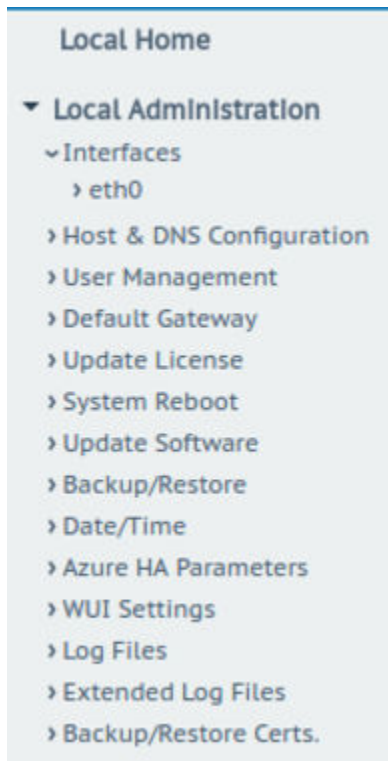 Local Home
Local Administration
Interfaces
eth0
Host & DNS Configuration
User Management
Default Gateway
Update License
System Reboot
Update Software
Backup/Restore
Date/Time
Azure HA Parameters
WUI Settings
Log Files
Extended Log Files
Backup/Restore Certs.